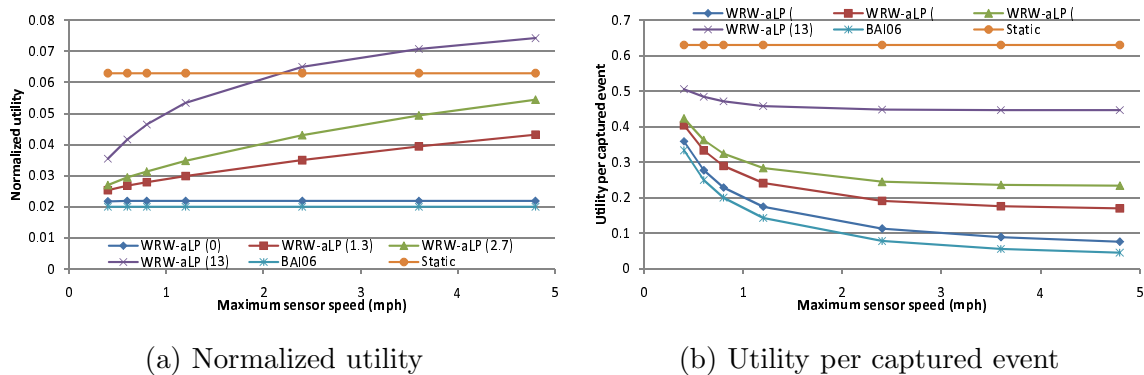 0.08
0.07
0.06
0.05
0.04
0.03
0.02
0.01
0
Normalized utility
WRW-aLP (0)
WRW-aLP (1.3)
WRW-aLP (2.7)
WRW-aLP (13)
BAI06
Static
0 1 2 3 4 5
Maximum sensor speed (mph)
(a) Normalized utility
WRW-aLP (
WRW-aLP (
WRW-aLP (
WRW-aLP (13)
BAI06
Static
0.7
0.6
0.5
0.4
0.3
0.2
0.1
0
Utility per captured event
0 1 2 3 4 5
Maximum sensor speed (mph)
(b) Utility per captured event